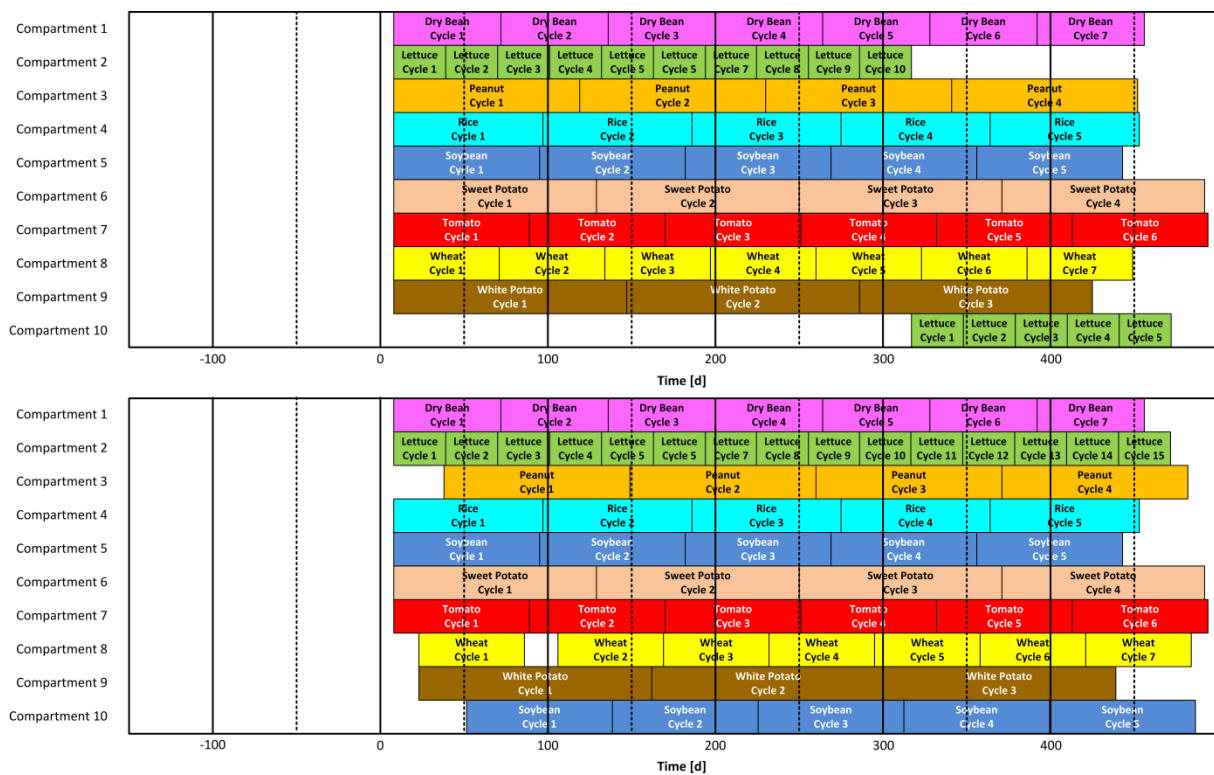 Compartment 1
Dry Bean Dry Bean Dry Bean Dry Bean Dry Bean Dry Bean Dry Bean
Cycle 1 Cycle 2 Cycle 3 Cycle 4 Cycle 5 Cycle 6 Cycle 7
Compartment 2
Lettuce Lettuce Lettuce Lettuce Lettuce Lettuce Lettuce Lettuce Lettuce Lettuce
Cycle 1 Cycle 2 Cycle 3 Cycle 4 Cycle 5 Cycle 5 Cycle 7 Cycle 8 Cycle 9 Cycle 10
Compartment 3
Peanut Peanut Peanut Peanut
Cycle 1 Cycle 2 Cycle 3 Cycle 4
Compartment 4
Rice Rice Rice Rice Rice
Cycle 1 Cycle 2 Cycle 3 Cycle 4 Cycle 5
Compartment 5
Soybean Soybean Soybean Soybean Soybean
Cycle 1 Cycle 2 Cycle 3 Cycle 4 Cycle 5
Compartment 6
Sweet Potato Sweet Potato Sweet Potato Sweet Potato
Cycle 1 Cycle 2 Cycle 3 Cycle 4
Compartment 7
Tomato Tomato Tomato Tomato Tomato Tomato
Cycle 1 Cycle 2 Cycle 3 Cycle 4 Cycle 5 Cycle 6
Compartment 8
Wheat Wheat Wheat Wheat Wheat Wheat Wheat
Cycle 1 Cycle 2 Cycle 3 Cycle 4 Cycle 5 Cycle 6 Cycle 7
Compartment 9
White Potato White Potato White Potato
Cycle 1 Cycle 2 Cycle 3
Compartment 10
Lettuce Lettuce Lettuce Lettuce Lettuce
Cycle 1 Cycle 2 Cycle 3 Cycle 4 Cycle 5
-100 0 100 200 300 400
Time [d]
Compartment 1
Dry Bean Dry Bean Dry Bean Dry Bean Dry Bean Dry Bean Dry Bean
Cycle 1 Cycle 2 Cycle 3 Cycle 4 Cycle 5 Cycle 6 Cycle 7
Compartment 2
Lettuce Lettuce Lettuce Lettuce Lettuce Lettuce Lettuce Lettuce Lettuce Lettuce Lettuce Lettuce Lettuce Lettuce Lettuce
Cycle 1 Cycle 2 Cycle 3 Cycle 4 Cycle 5 Cycle 5 Cycle 7 Cycle 8 Cycle 9 Cycle 10 Cycle 11 Cycle 12 Cycle 13 Cycle 14 Cycle 15
Compartment 3
Peanut Peanut Peanut Peanut
Cycle 1 Cycle 2 Cycle 3 Cycle 4
Compartment 4
Rice Rice Rice Rice Rice
Cycle 1 Cycle 2 Cycle 3 Cycle 4 Cycle 5
Compartment 5
Soybean Soybean Soybean Soybean Soybean
Cycle 1 Cycle 2 Cycle 3 Cycle 4 Cycle 5
Compartment 6
Sweet Potato Sweet Potato Sweet Potato Sweet Potato
Cycle 1 Cycle 2 Cycle 3 Cycle 4
Compartment 7
Tomato Tomato Tomato Tomato Tomato Tomato
Cycle 1 Cycle 2 Cycle 3 Cycle 4 Cycle 5 Cycle 6
Compartment 8
Wheat Wheat Wheat Wheat Wheat Wheat Wheat
Cycle 1 Cycle 2 Cycle 3 Cycle 4 Cycle 5 Cycle 6 Cycle 7
Compartment 9
White Potato White Potato White Potato
Cycle 1 Cycle 2 Cycle 3
Compartment 10
Soybean Soybean Soybean Soybean Soybean
Cycle 1 Cycle 2 Cycle 3 Cycle 4 Cycle 5
-100 0 100 200 300 400
Time [d]